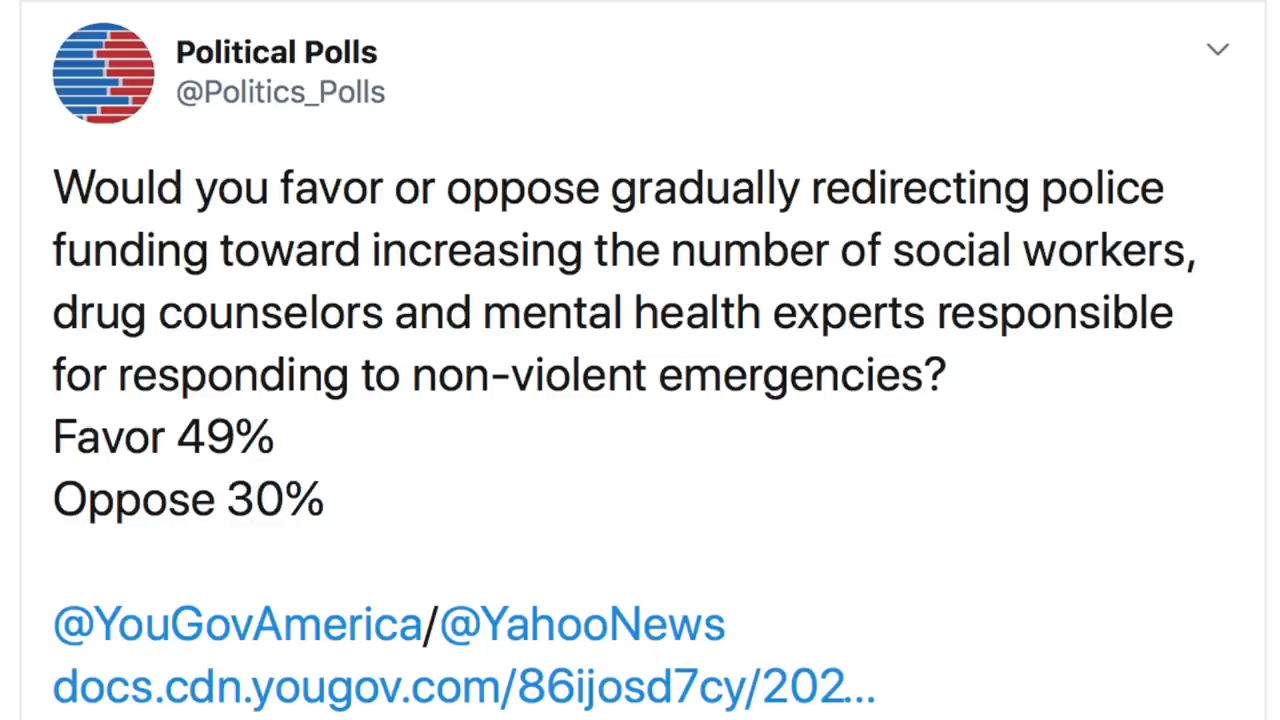 Political Polls
@Politics_Polls
Would you favor or oppose gradually redirecting police
funding toward increasing the number of social workers,
drug counselors and mental health experts responsible
for responding to non-violent emergencies?
Favor 49%
Oppose 30%
@YouGovAmerica/@YahooNews
docs.cdn.yougov.com/86ijosd7cy/202...